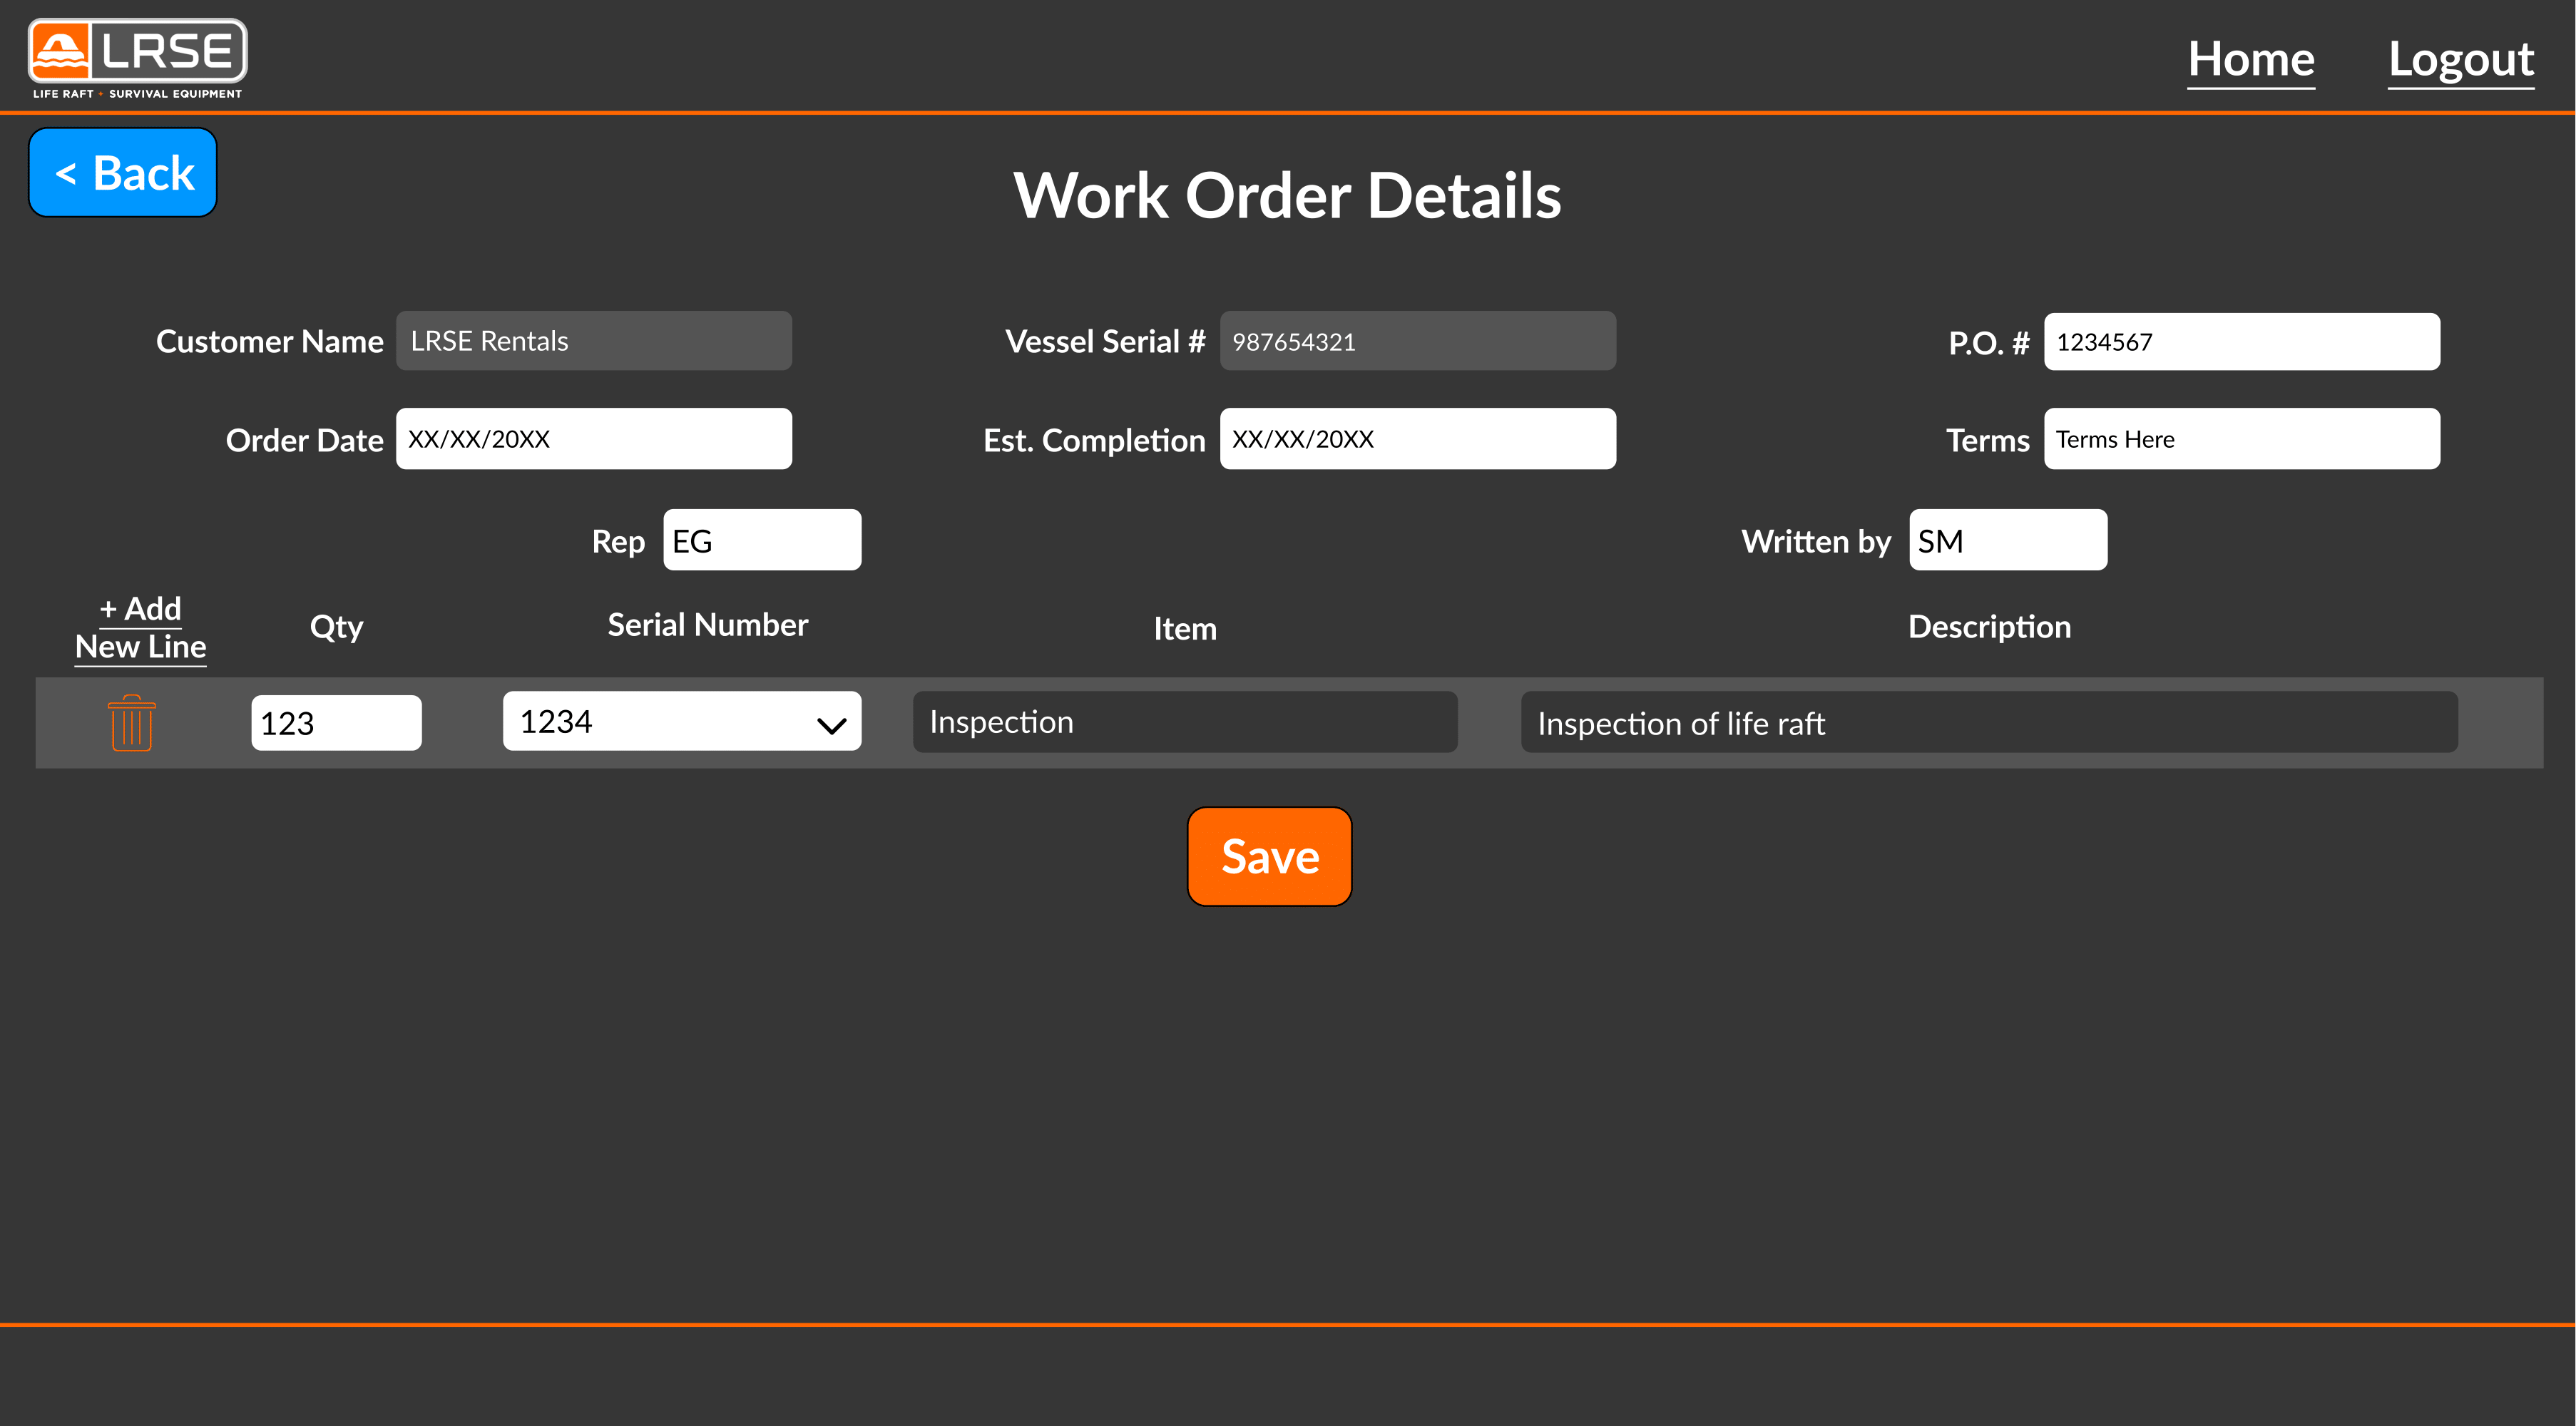 LRSE
LIFE RAFT • SURVIVAL EQUIPMENT
Home Logout
< Back
Work Order Details
Customer Name LRSE Rentals Vessel Serial # 987654321 P.O. # 1234567
Order Date XX/XX/20XX Est. Completion XX/XX/20XX Terms Terms Here
Rep EG Written by SM
+ Add
New Line
Qty Serial Number Item Description
123 1234 Inspection Inspection of life raft
Save